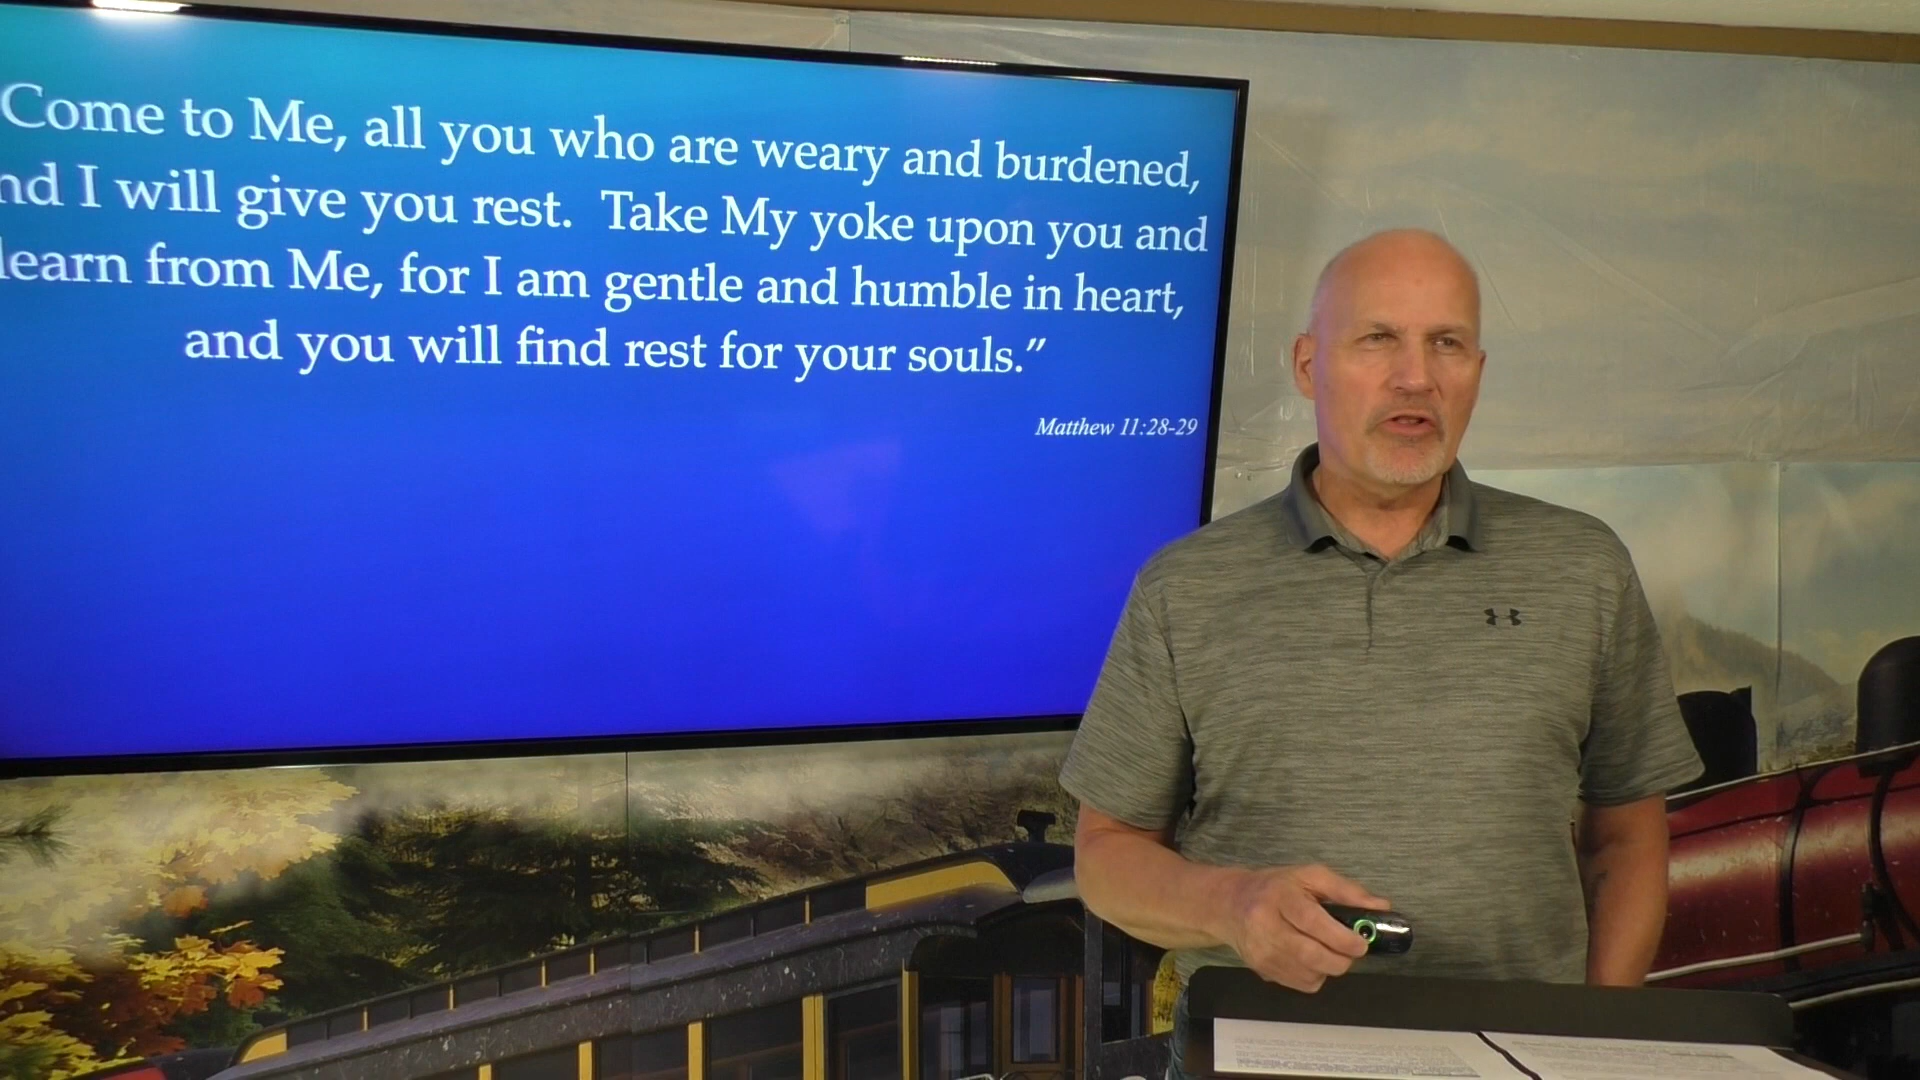 Come to Me, all you who are weary and burdened,
nd I will give you rest. Take My yoke upon you and
learn from Me, for I am gentle and humble in heart,
and you will find rest for your souls.”
Matthew 11:28-29